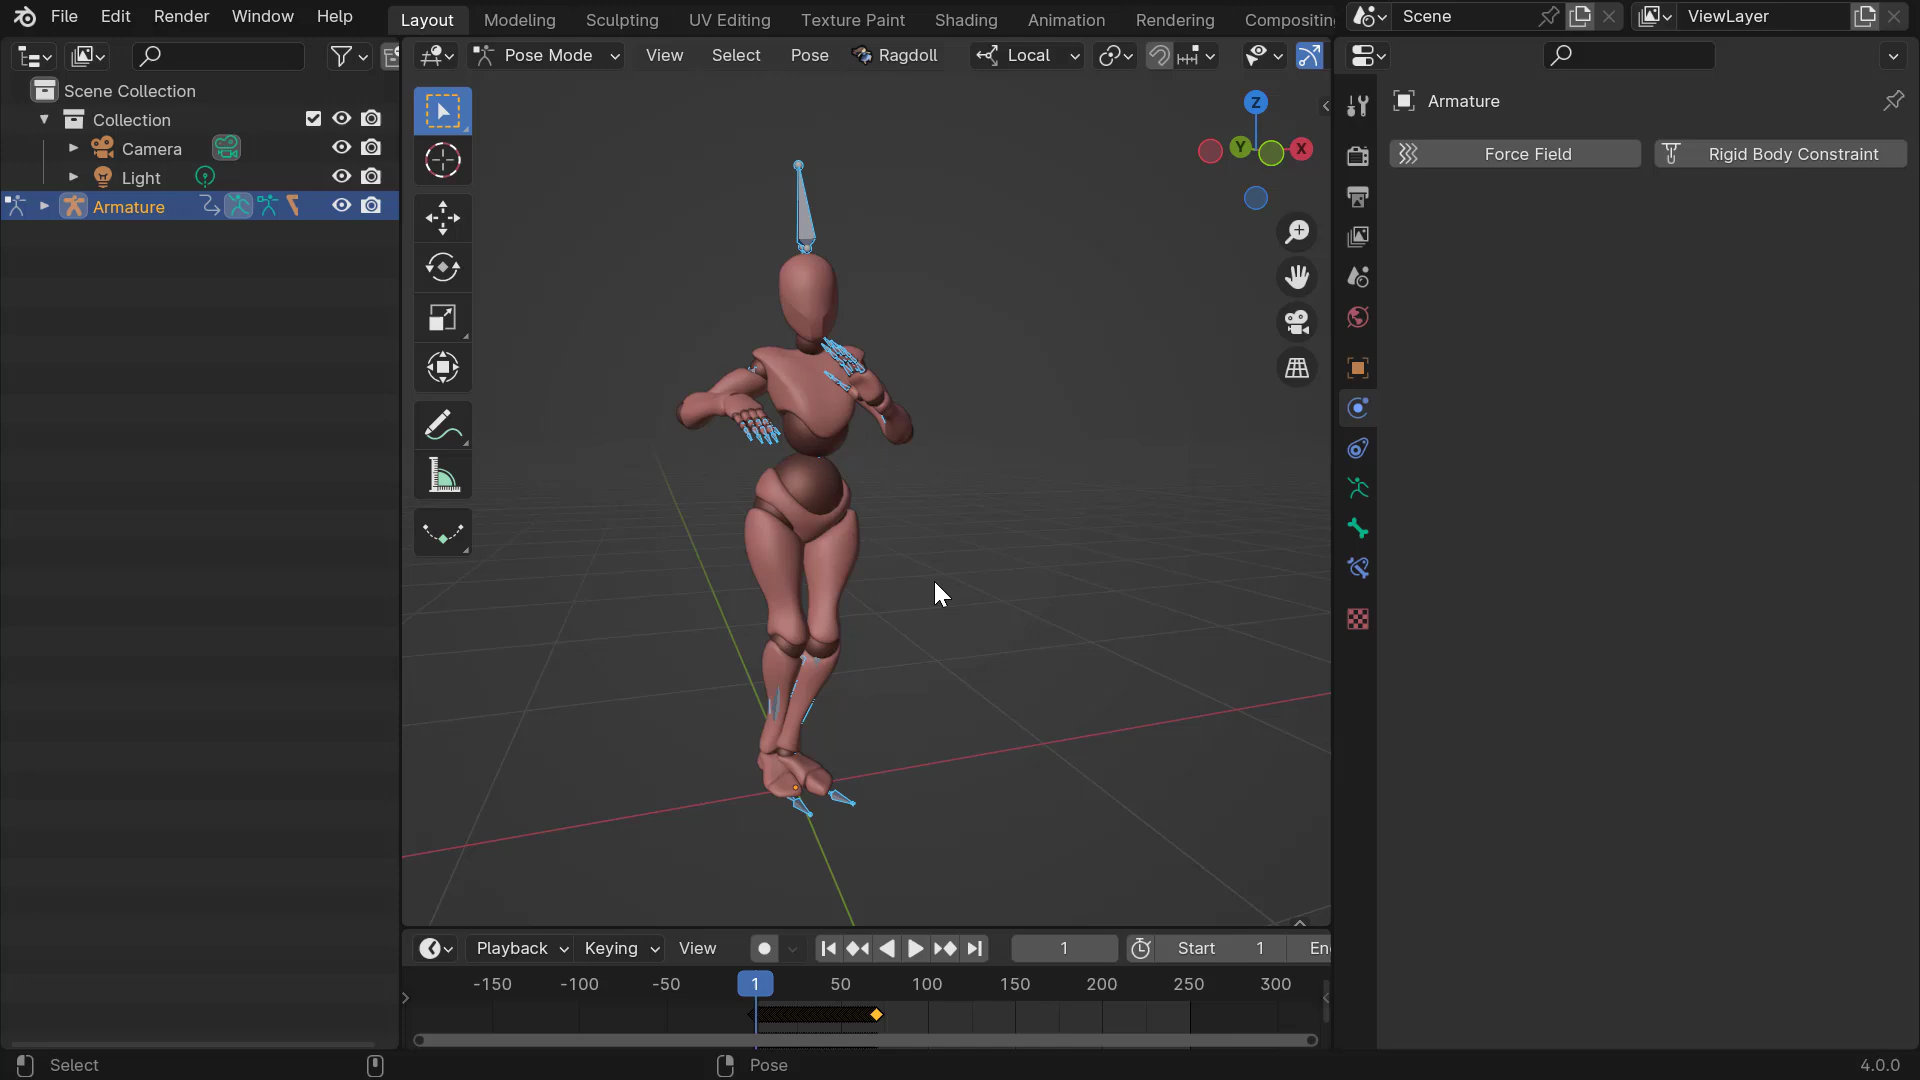 File Edit Render Window Help Layout Modeling Sculpting UV Editing Texture Paint Shading Animation Rendering Scene ViewLayer
Pose Mode View Select Pose Ragdoll Local
Scene Collection
Collection
Camera
Light
Armature
Z
Y X
Armature
Force Field Rigid Body Constraint
Playback Keying View 1 Start 1
-150 -100 -50 1 50 100 150 200 250 300
Select Pose 4.0.0